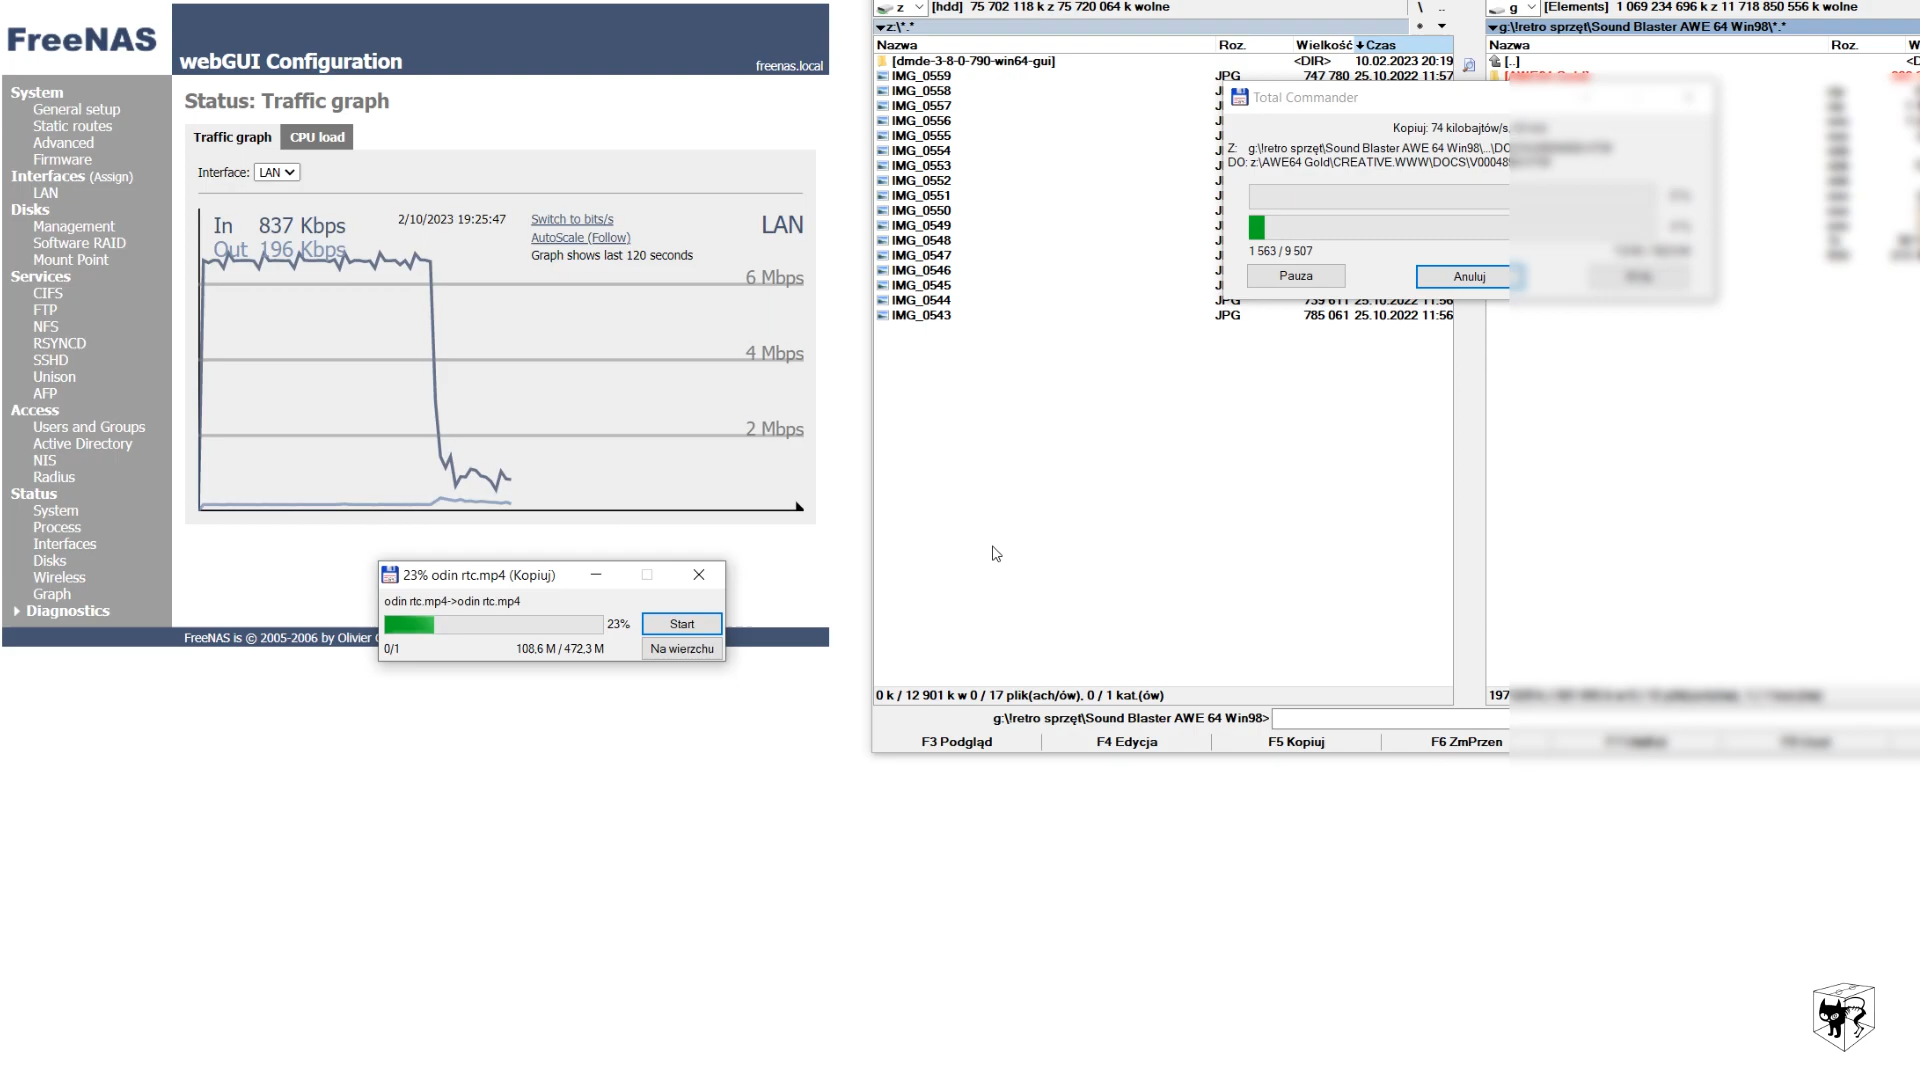 FreeNAS
webGUI Configuration
freenas.local
System
General setup
Static routes
Advanced
Firmware
Interfaces (Assign)
LAN
Disks
Management
Software RAID
Mount Point
Services
CIFS
FTP
NFS
RSYNCD
SSHD
Unison
AFP
Access
Users and Groups
Active Directory
NIS
Radius
Status
System
Process
Interfaces
Disks
Wireless
Graph
Diagnostics
Status: Traffic graph
Traffic graph CPU load
Interface: LAN
In 837 Kbps
Out 196 Kbps
2/10/2023 19:25:47
Switch to bits/s
AutoScale (Follow)
Graph shows last 120 seconds
LAN
6 Mbps
4 Mbps
2 Mbps
FreeNAS is © 2005-2006 by Olivier
23% odin rtc.mp4 (Kopiuj)
odin rtc.mp4->odin rtc.mp4
23% Start
0/1 108,6 M / 472,3 M Na wierzchu
z [hdd] 75 702 118 k z 75 720 064 k wolne \ ..
z:\*.* * 
Nazwa Roz. Wielkość Czas
[dmde-3-8-0-790-win64-gui] <DIR> 10.02.2023 20:19
IMG_0559 JPG 747 780 25.10.2022 11:57
IMG_0558
IMG_0557
IMG_0556
IMG_0555
IMG_0554
IMG_0553
IMG_0552
IMG_0551
IMG_0550
IMG_0549
IMG_0548
IMG_0547
IMG_0546
IMG_0545
IMG_0544 JPG 739 611 25.10.2022 11:56
IMG_0543 JPG 785 061 25.10.2022 11:56
0 k / 12 901 k w 0 / 17 plik(ach/ów), 0 / 1 kat.(ów)
g [Elements] 1 069 234 696 k z 11 718 850 556 k wolne
g:\!retro sprzęt\Sound Blaster AWE 64 Win98\*.*
Nazwa Roz.
[..]
Total Commander
Kopiuj: 74 kilobajtów/s,
Z: g:\!retro sprzęt\Sound Blaster AWE 64 Win98\...\DO
DO: z:\AWE64 Gold\CREATIVE.WWW\DOCS\V00048
1 563 / 9 507
Pauza Anuluj
197
g:\!retro sprzęt\Sound Blaster AWE 64 Win98>
F3 Podgląd F4 Edycja F5 Kopiuj F6 ZmPrzen